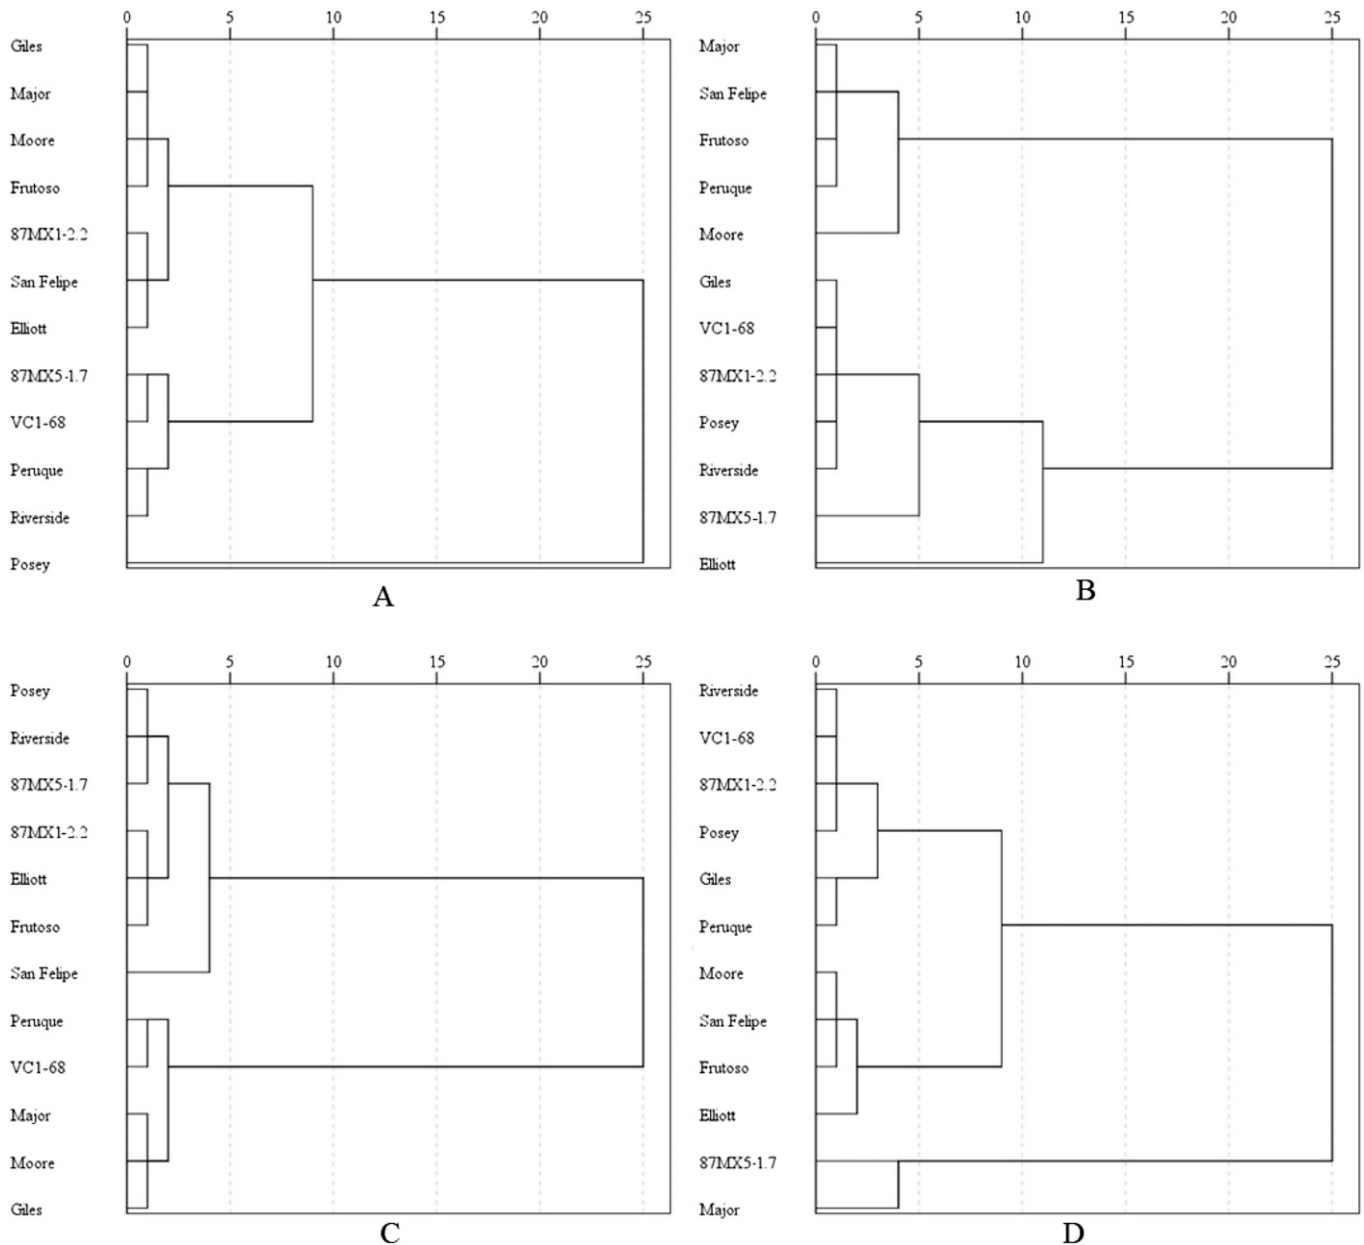 0 5 10 15 20 25
Giles
Major
Moore
Frutoso
87MX1-2.2
San Felipe
Elliott
87MX5-1.7
VC1-68
Peruque
Riverside
Posey
A
0 5 10 15 20 25
Major
San Felipe
Frutoso
Peruque
Moore
Giles
VC1-68
87MX1-2.2
Posey
Riverside
87MX5-1.7
Elliott
B
0 5 10 15 20 25
Posey
Riverside
87MX5-1.7
87MX1-2.2
Elliott
Frutoso
San Felipe
Peruque
VC1-68
Major
Moore
Giles
C
0 5 10 15 20 25
Riverside
VC1-68
87MX1-2.2
Posey
Giles
Peruque
Moore
San Felipe
Frutoso
Elliott
87MX5-1.7
Major
D